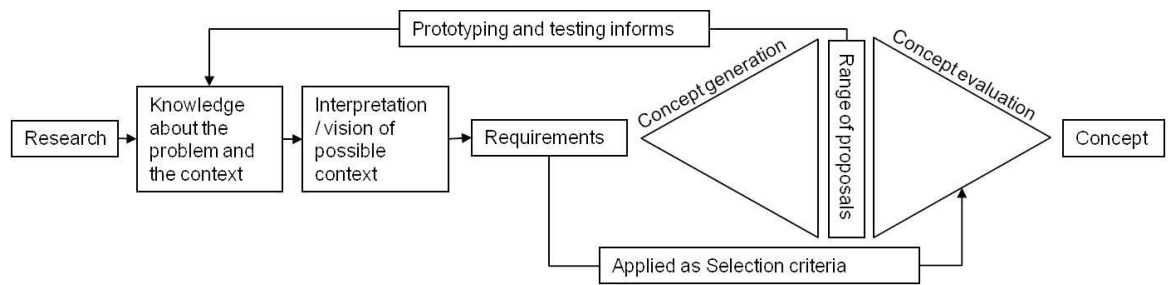 Prototyping and testing informs
Research
Knowledge
about the
problem and
the context
Interpretation
/ vision of
possible
context
Requirements
Concept generation
Range of proposals
Concept evaluation
Concept
Applied as Selection criteria